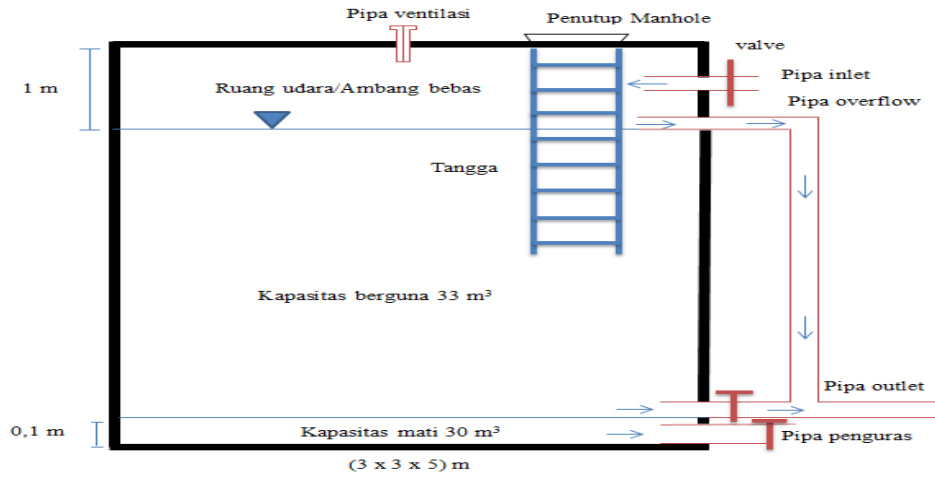 Pipa ventilasi
Penutup Manhole
valve
1 m
Ruang udara/Ambang bebas
Pipa inlet
Pipa overflow
Tangga
Kapasitas berguna 33 m³
Pipa outlet
0,1 m
Kapasitas mati 30 m³
Pipa penguras
(3 x 3 x 5) m